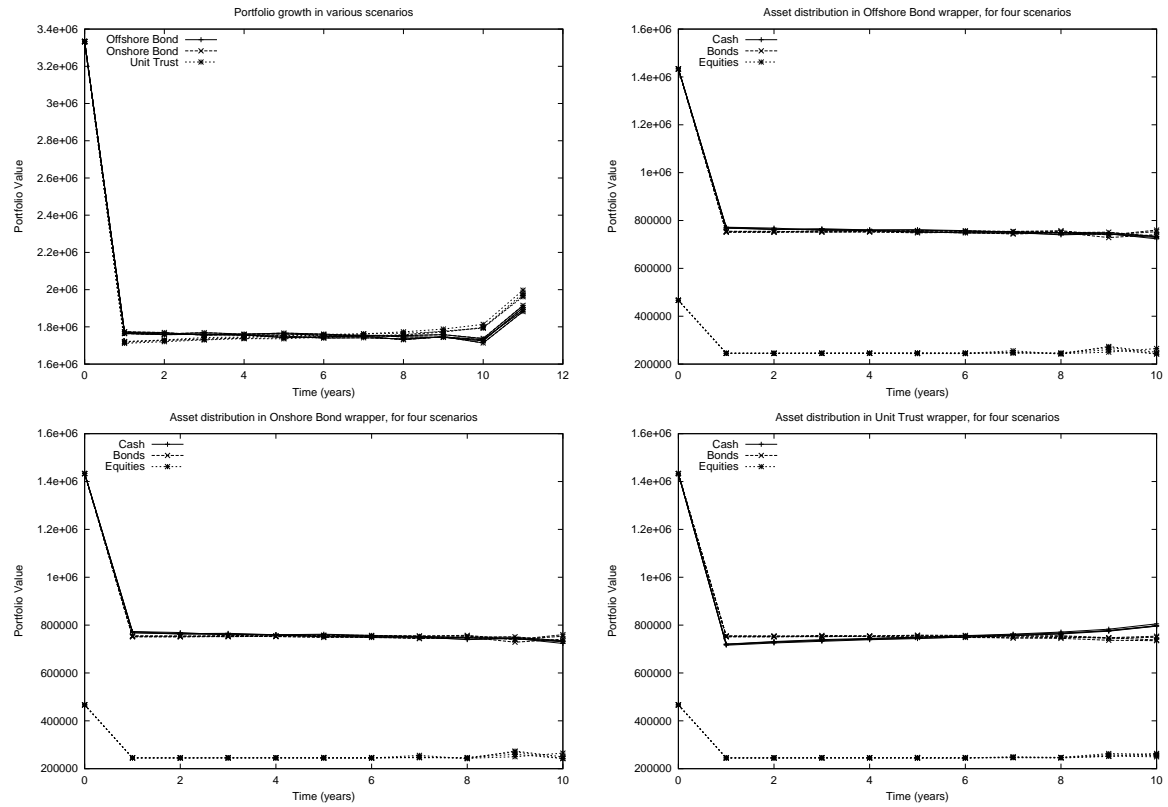 Portfolio growth in various scenarios
3.4e+06
3.2e+06
3e+06
2.8e+06
2.6e+06
2.4e+06
2.2e+06
2e+06
1.8e+06
1.6e+06
Portfolio Value
Offshore Bond
Onshore Bond
Unit Trust
0 2 4 6 8 10 12
Time (years)
Asset distribution in Offshore Bond wrapper, for four scenarios
1.6e+06
1.4e+06
1.2e+06
1e+06
800000
600000
400000
200000
Portfolio Value
Cash
Bonds
Equities
0 2 4 6 8 10
Time (years)
Asset distribution in Onshore Bond wrapper, for four scenarios
1.6e+06
1.4e+06
1.2e+06
1e+06
800000
600000
400000
200000
Portfolio Value
Cash
Bonds
Equities
0 2 4 6 8 10
Time (years)
Asset distribution in Unit Trust wrapper, for four scenarios
1.6e+06
1.4e+06
1.2e+06
1e+06
800000
600000
400000
200000
Portfolio Value
Cash
Bonds
Equities
0 2 4 6 8 10
Time (years)